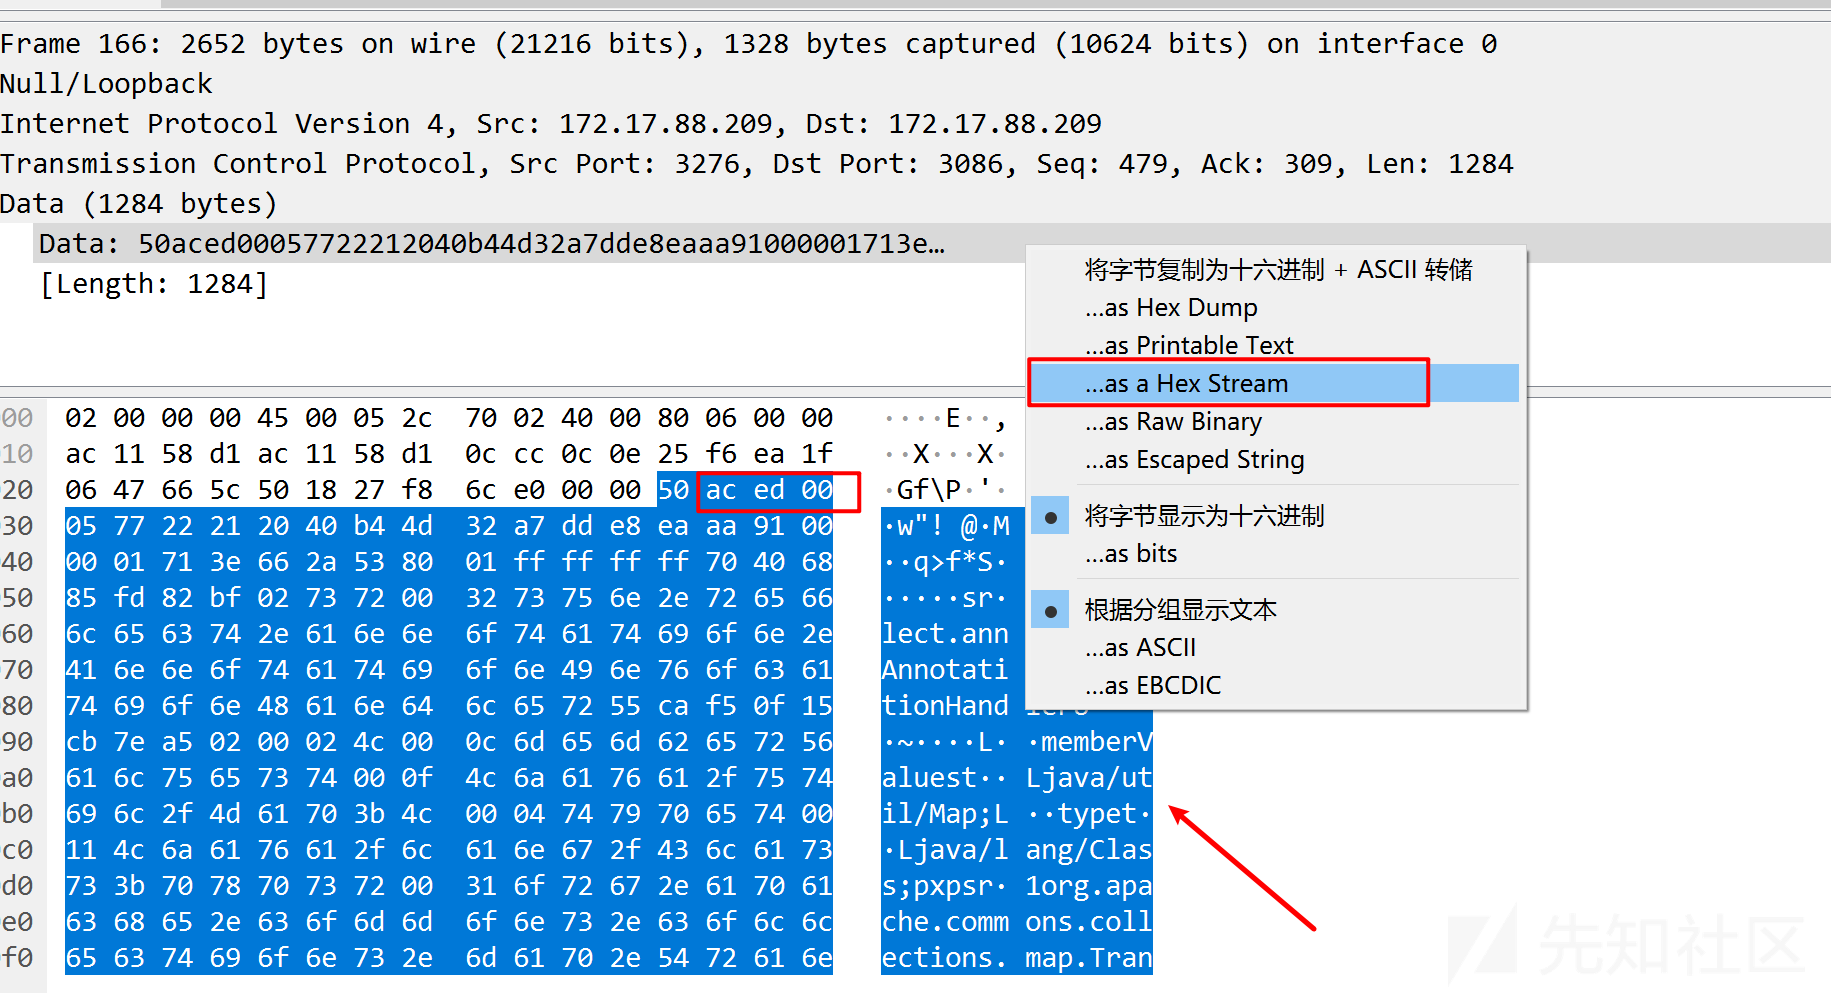 Frame 166: 2652 bytes on wire (21216 bits), 1328 bytes captured (10624 bits) on interface 0
Null/Loopback
Internet Protocol Version 4, Src: 172.17.88.209, Dst: 172.17.88.209
Transmission Control Protocol, Src Port: 3276, Dst Port: 3086, Seq: 479, Ack: 309, Len: 1284
Data (1284 bytes)
Data: 50aced00057722212040b44d32a7dde8eaaa91000001713e…
[Length: 1284]
将字节复制为十六进制 + ASCII 转储
...as Hex Dump
...as Printable Text
...as a Hex Stream
...as Raw Binary
...as Escaped String
将字节显示为十六进制
...as bits
根据分组显示文本
...as ASCII
...as EBCDIC
00 02 00 00 00 45 00 05 2c 70 02 40 00 80 06 00 00 ····E··,
10 ac 11 58 d1 ac 11 58 d1 0c cc 0c 0e 25 f6 ea 1f ··X···X·
20 06 47 66 5c 50 18 27 f8 6c e0 00 00 50 ac ed 00 ·Gf\P·'·
30 05 77 22 21 20 40 b4 4d 32 a7 dd e8 ea aa 91 00 ·w"! @·M
40 00 01 71 3e 66 2a 53 80 01 ff ff ff ff 70 40 68 ··q>f*S·
50 85 fd 82 bf 02 73 72 00 32 73 75 6e 2e 72 65 66 ·····sr·
60 6c 65 63 74 2e 61 6e 6e 6f 74 61 74 69 6f 6e 2e lect.ann
70 41 6e 6e 6f 74 61 74 69 6f 6e 49 6e 76 6f 63 61 Annotati
80 74 69 6f 6e 48 61 6e 64 6c 65 72 55 ca f5 0f 15 tionHand
90 cb 7e a5 02 00 02 4c 00 0c 6d 65 6d 62 65 72 56 ·~····L· ·memberV
a0 61 6c 75 65 73 74 00 0f 4c 6a 61 76 61 2f 75 74 aluest·· Ljava/ut
b0 69 6c 2f 4d 61 70 3b 4c 00 04 74 79 70 65 74 00 il/Map;L ··typet·
c0 11 4c 6a 61 76 61 2f 6c 61 6e 67 2f 43 6c 61 73 ·Ljava/l ang/Clas
d0 73 3b 70 78 70 73 72 00 31 6f 72 67 2e 61 70 61 s;pxpsr· 1org.apa
e0 63 68 65 2e 63 6f 6d 6d 6f 6e 73 2e 63 6f 6c 6c che.comm ons.coll
f0 65 63 74 69 6f 6e 73 2e 6d 61 70 2e 54 72 61 6e ections. map.Tran
先知社区